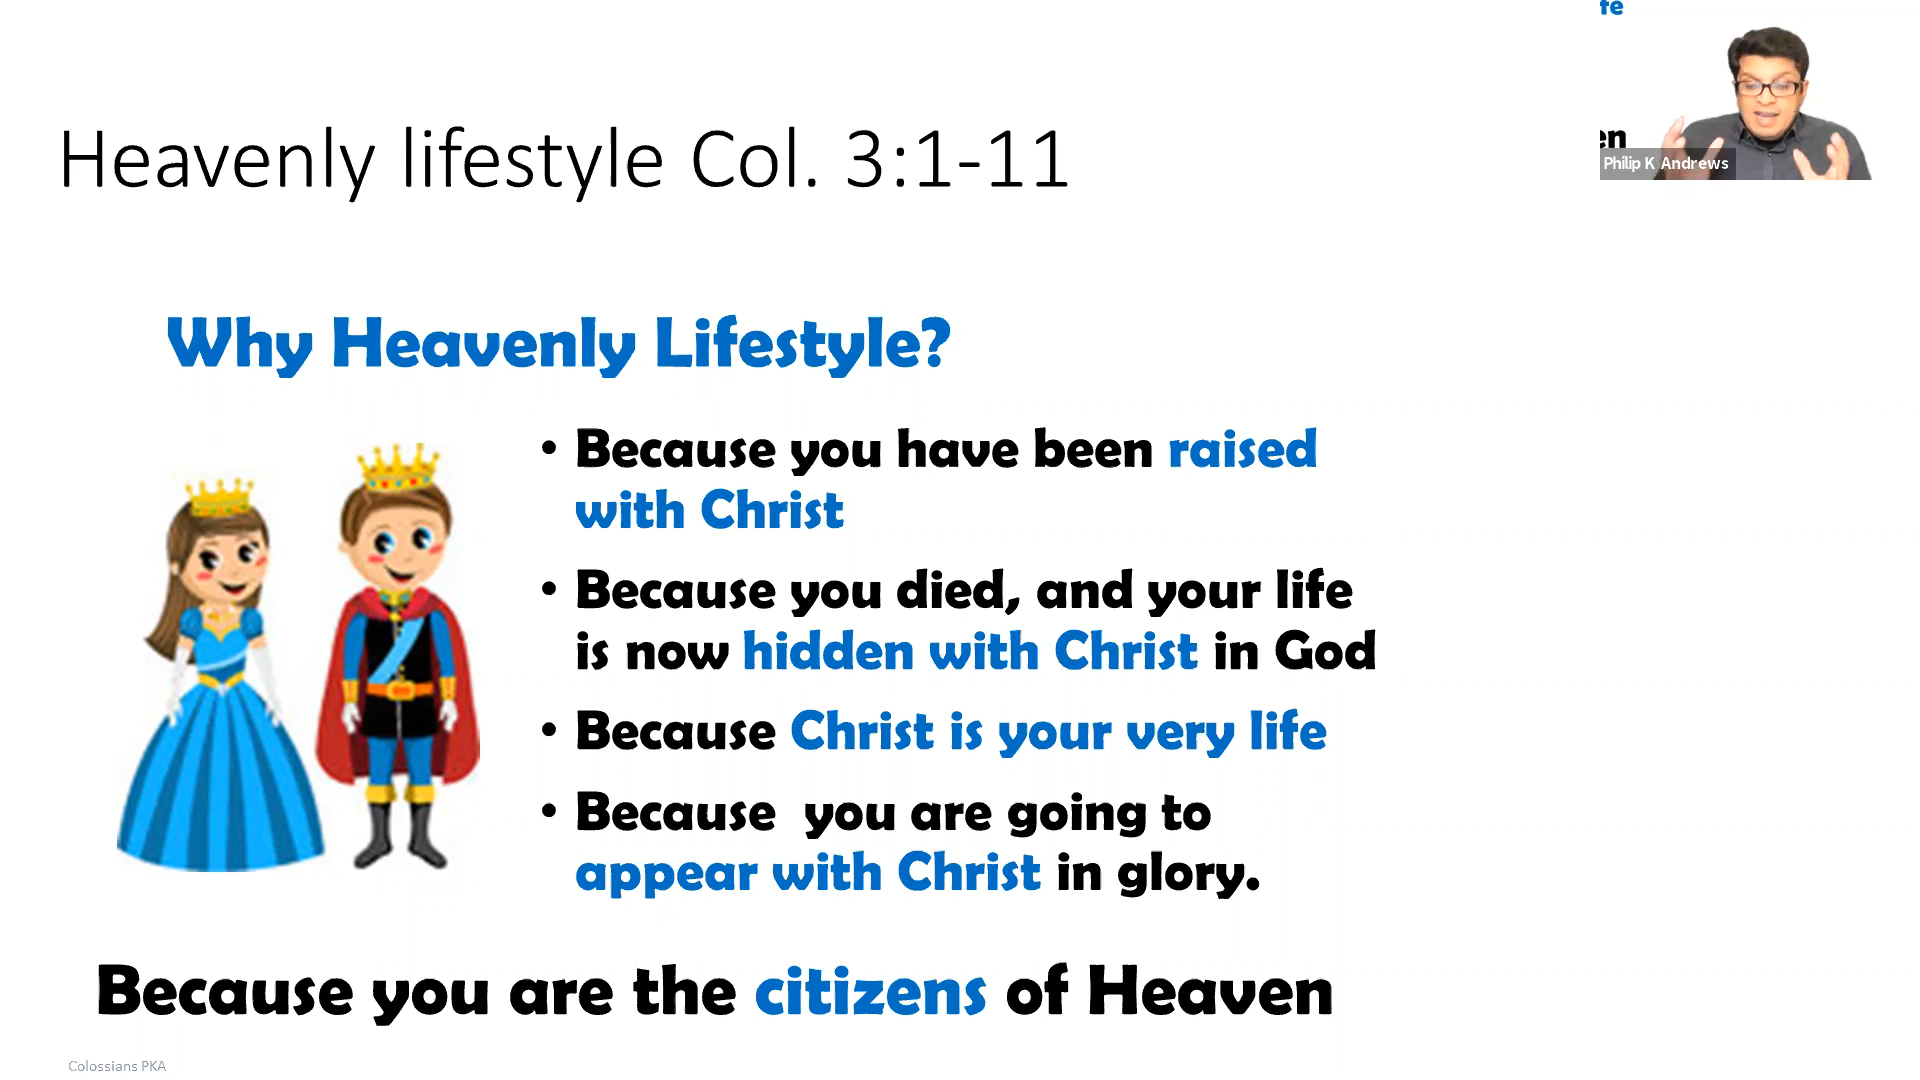 fe
en
Philip K Andrews
Heavenly lifestyle Col. 3:1-11
Why Heavenly Lifestyle?
• Because you have been raised
with Christ
• Because you died, and your life
is now hidden with Christ in God
• Because Christ is your very life
• Because  you are going to
appear with Christ in glory.
Because you are the citizens of Heaven
Colossians PKA